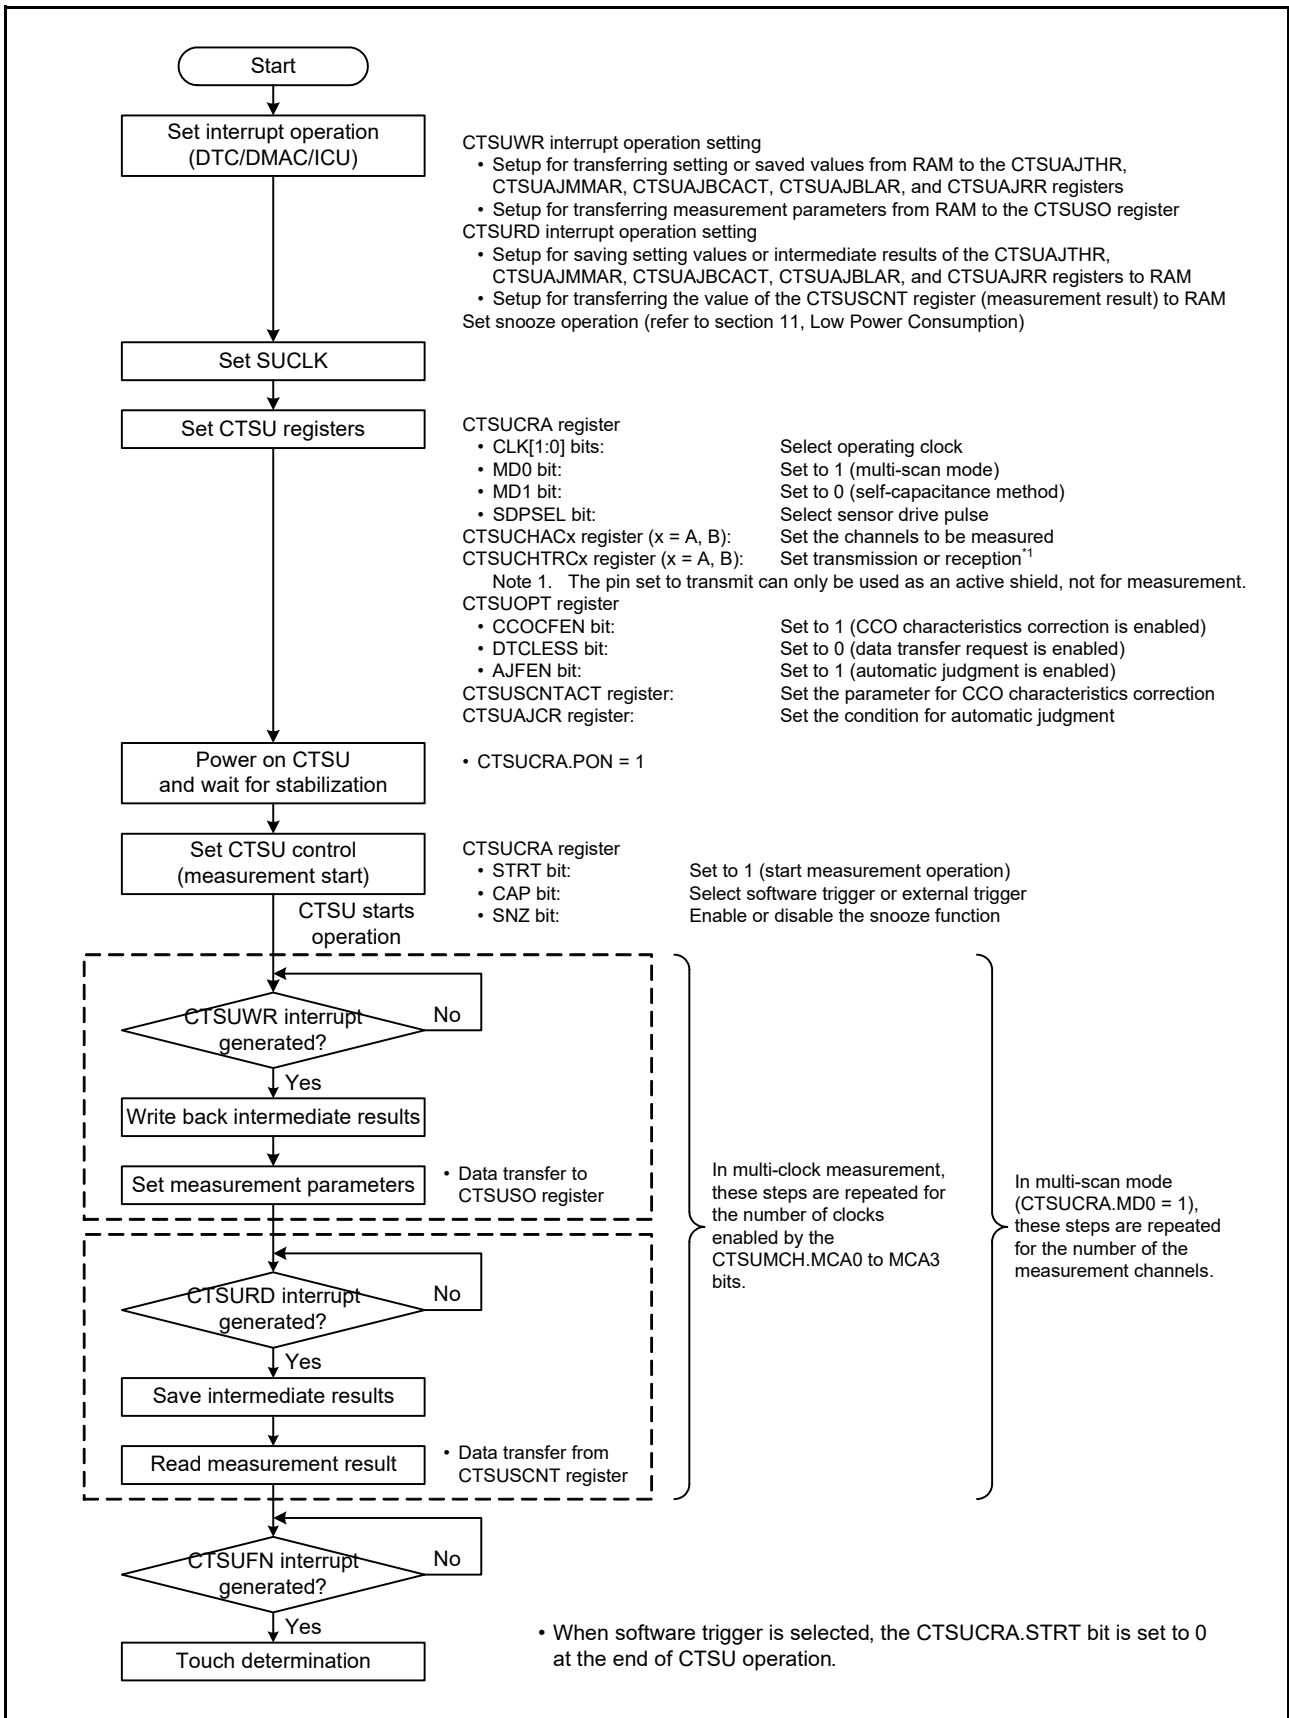 Start
Set interrupt operation
(DTC/DMAC/ICU)
CTSUWR interrupt operation setting
• Setup for transferring setting or saved values from RAM to the CTSUAJTHR,
CTSUAJMMAR, CTSUAJBCACT, CTSUAJBLAR, and CTSUAJRR registers
• Setup for transferring measurement parameters from RAM to the CTSUSO register
CTSURD interrupt operation setting
• Setup for saving setting values or intermediate results of the CTSUAJTHR,
CTSUAJMMAR, CTSUAJBCACT, CTSUAJBLAR, and CTSUAJRR registers to RAM
• Setup for transferring the value of the CTSUSCNT register (measurement result) to RAM
Set snooze operation (refer to section 11, Low Power Consumption)
Set SUCLK
Set CTSU registers
CTSUCRA register
• CLK[1:0] bits: Select operating clock
• MD0 bit: Set to 1 (multi-scan mode)
• MD1 bit: Set to 0 (self-capacitance method)
• SDPSEL bit: Select sensor drive pulse
CTSUCHACx register (x = A, B): Set the channels to be measured
CTSUCHTRCx register (x = A, B): Set transmission or reception*1
Note 1. The pin set to transmit can only be used as an active shield, not for measurement.
CTSUOPT register
• CCOCFEN bit: Set to 1 (CCO characteristics correction is enabled)
• DTCLESS bit: Set to 0 (data transfer request is enabled)
• AJFEN bit: Set to 1 (automatic judgment is enabled)
CTSUSCNTACT register: Set the parameter for CCO characteristics correction
CTSUAJCR register: Set the condition for automatic judgment
Power on CTSU
and wait for stabilization
• CTSUCRA.PON = 1
Set CTSU control
(measurement start)
CTSUCRA register
• STRT bit: Set to 1 (start measurement operation)
• CAP bit: Select software trigger or external trigger
• SNZ bit: Enable or disable the snooze function
CTSU starts
operation
CTSUWR interrupt
generated?
No
Yes
Write back intermediate results
Set measurement parameters
• Data transfer to
CTSUSO register
CTSURD interrupt
generated?
No
Yes
Save intermediate results
Read measurement result
• Data transfer from
CTSUSCNT register
In multi-clock measurement,
these steps are repeated for
the number of clocks
enabled by the
CTSUMCH.MCA0 to MCA3
bits.
In multi-scan mode
(CTSUCRA.MD0 = 1),
these steps are repeated
for the number of the
measurement channels.
CTSUFN interrupt
generated?
No
Yes
Touch determination
• When software trigger is selected, the CTSUCRA.STRT bit is set to 0
at the end of CTSU operation.